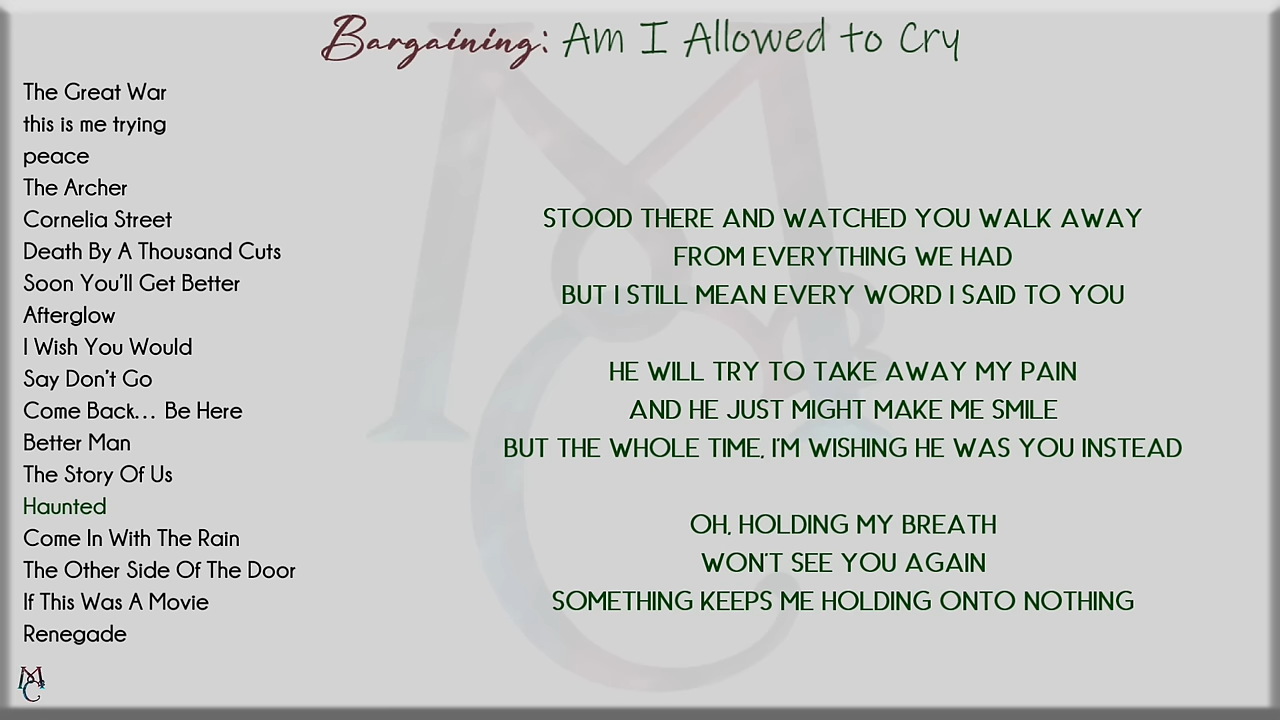 Bargaining: Am I Allowed to Cry
The Great War
this is me trying
peace
The Archer
Cornelia Street
Death By A Thousand Cuts
Soon You'll Get Better
Afterglow
I Wish You Would
Say Don't Go
Come Back... Be Here
Better Man
The Story Of Us
Haunted
Come In With The Rain
The Other Side Of The Door
If This Was A Movie
Renegade
STOOD THERE AND WATCHED YOU WALK AWAY
FROM EVERYTHING WE HAD
BUT I STILL MEAN EVERY WORD I SAID TO YOU
HE WILL TRY TO TAKE AWAY MY PAIN
AND HE JUST MIGHT MAKE ME SMILE
BUT THE WHOLE TIME, I'M WISHING HE WAS YOU INSTEAD
OH, HOLDING MY BREATH
WON'T SEE YOU AGAIN
SOMETHING KEEPS ME HOLDING ONTO NOTHING